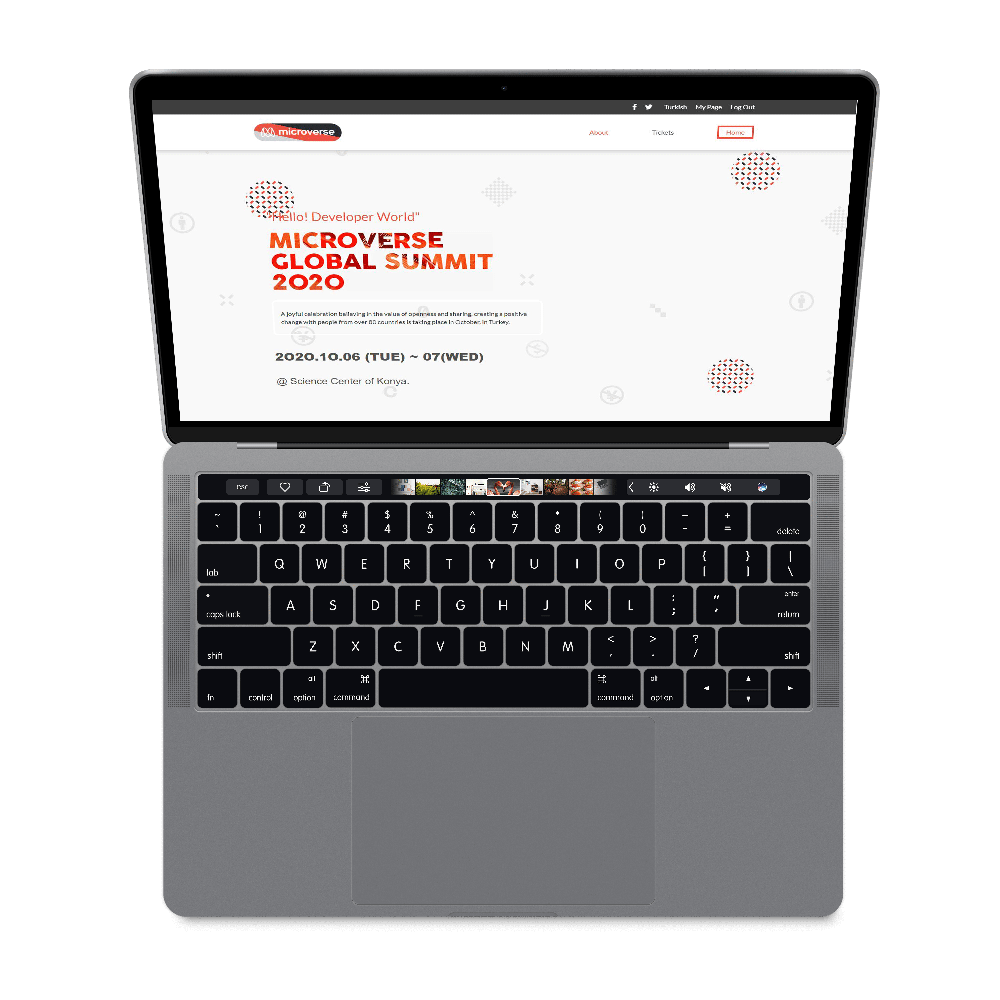 Turkish My Page Log Out
microverse
About Tickets Home
"Hello! Developer World"
MICROVERSE
GLOBAL SUMMIT
2020
A joyful celebration believing in the value of openness and sharing, creating a positive
change with people from over 80 countries is taking place in October. in Turkey.
2020.10.06 (TUE) ~ 07(WED)
@ Science Center of Konya.
esc
~ ! @ # $ % ^ & * ( ) – +
` 1 2 3 4 5 6 7 8 9 0 - = delete
tab Q W E R T Y U I O P { [ } ] | \
caps lock A S D F G H J K L : ; " ' enter return
shift Z X C V B N M < , > . ? / shift
fn control alt option ⌘ command ⌘ command alt option ◄ ▲ ▼ ►